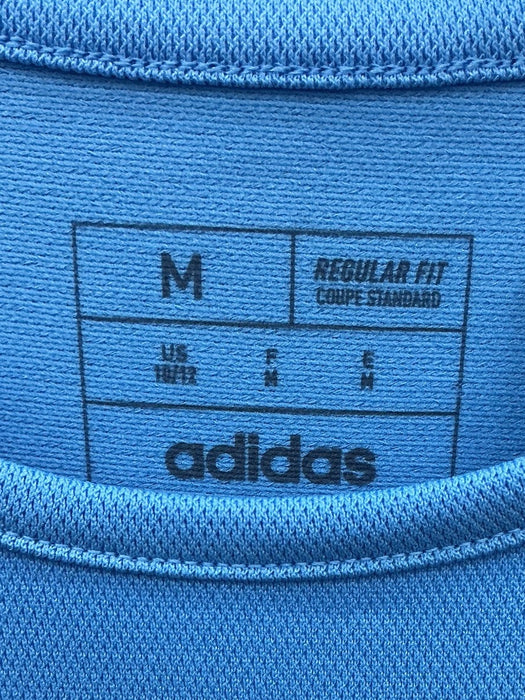 M
REGULAR FIT
COUPE STANDARD
US F E
10/12 M M
adidas